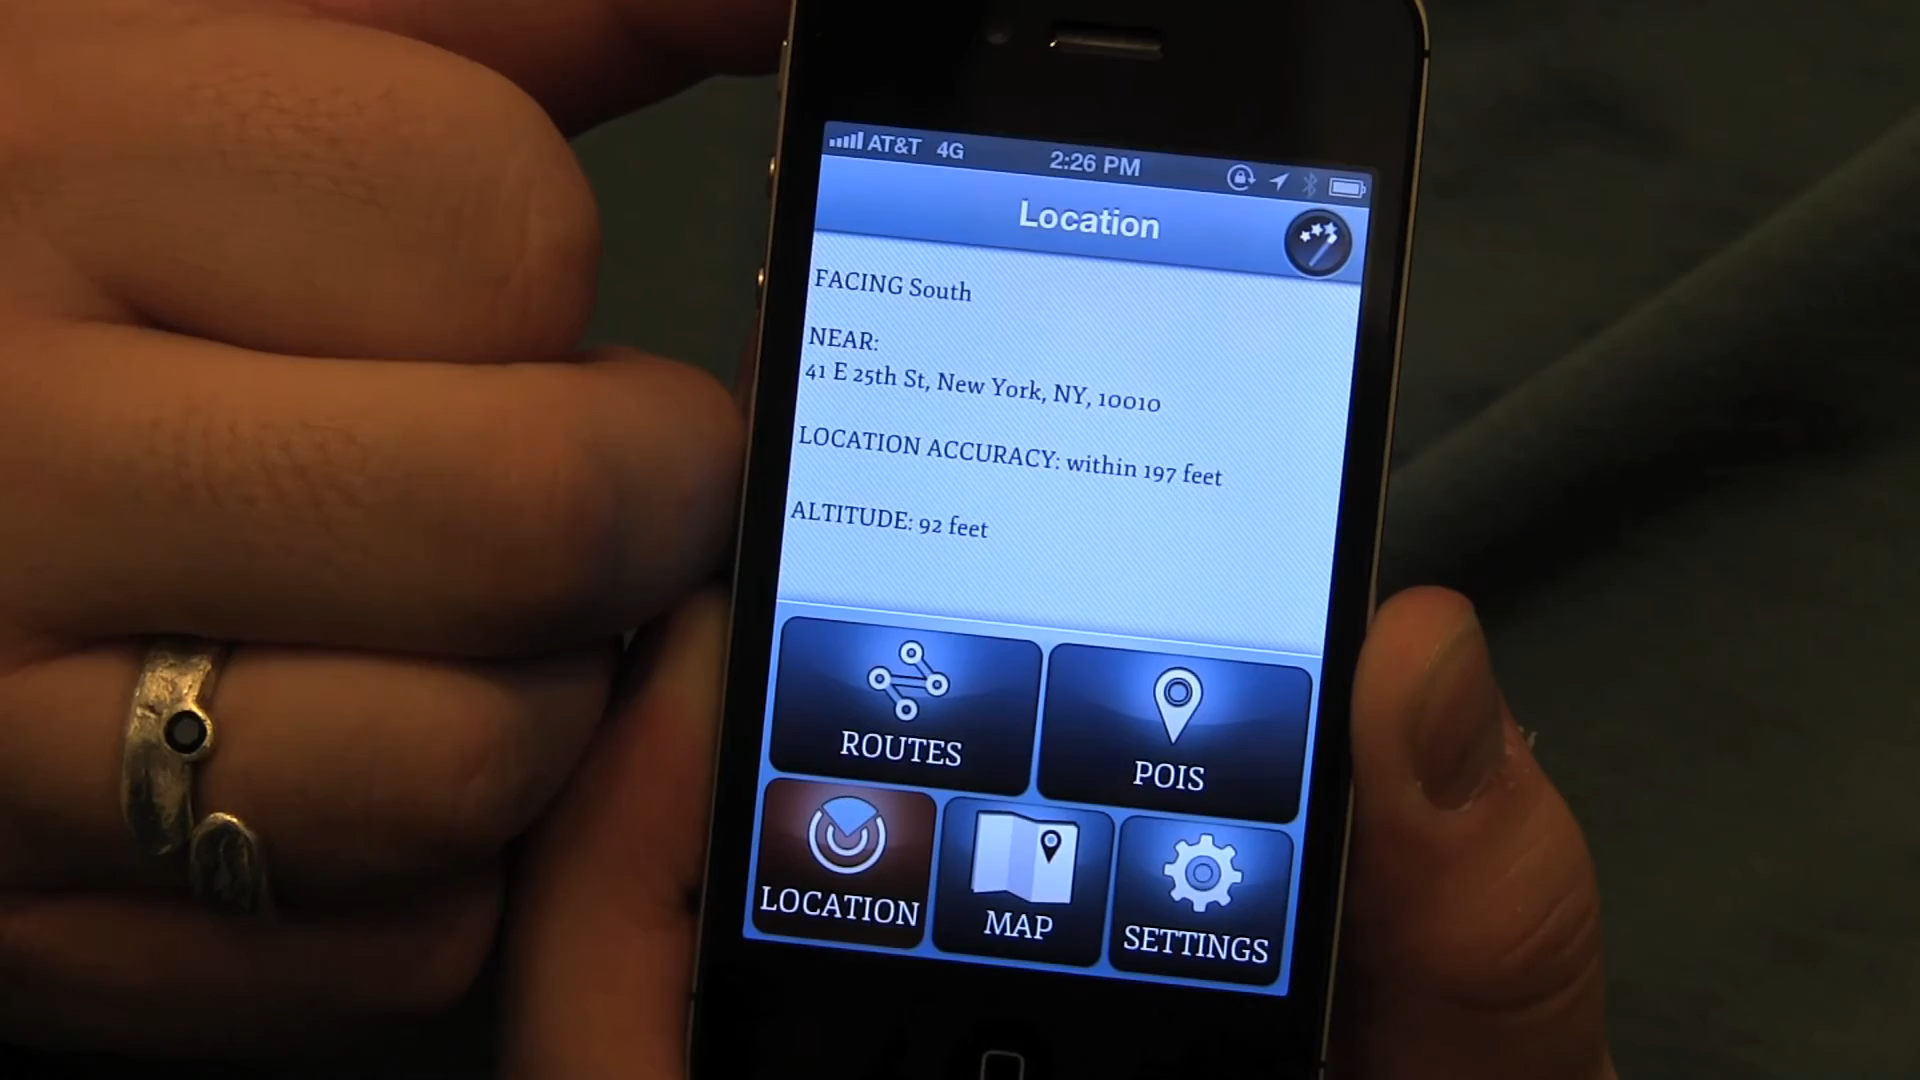 AT&T 4G 2:26 PM
Location
FACING South
NEAR:
41 E 25th St, New York, NY, 10010
LOCATION ACCURACY: within 197 feet
ALTITUDE: 92 feet
ROUTES
POIS
LOCATION
MAP
SETTINGS